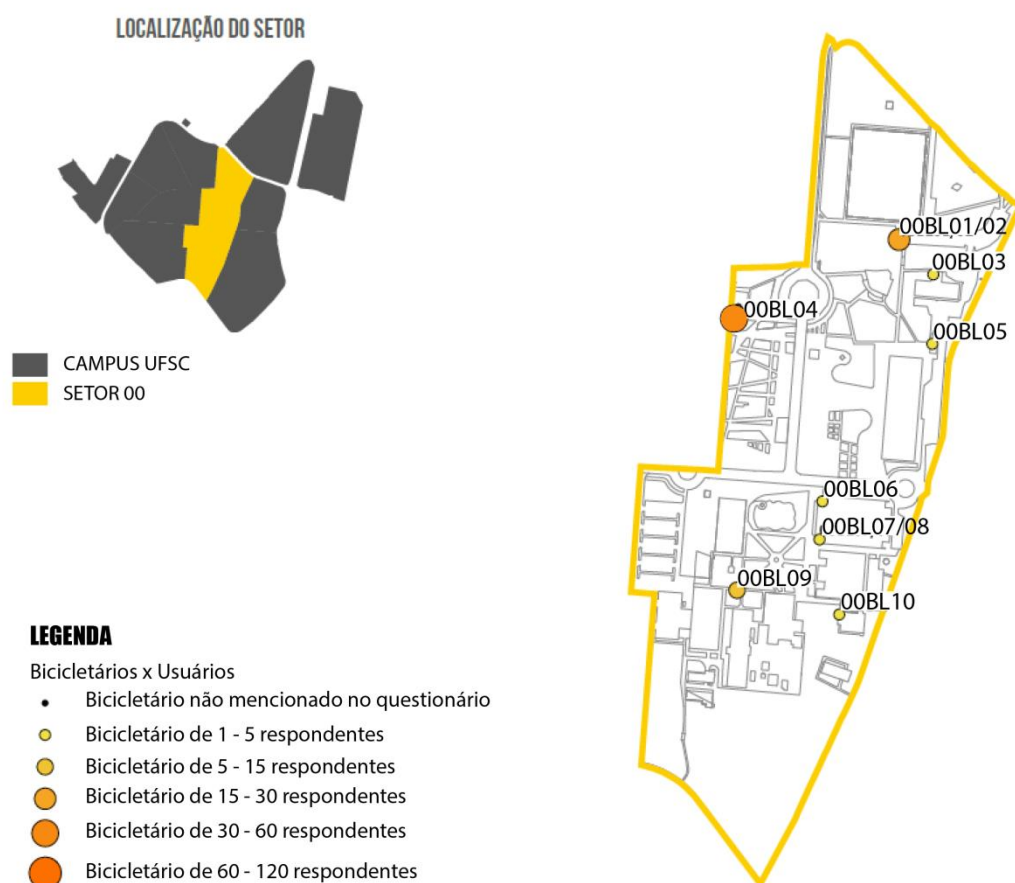 LOCALIZAÇÃO DO SETOR
CAMPUS UFSC
SETOR 00
00BL01/02
00BL03
00BL04
00BL05
00BL06
00BL07/08
00BL09
00BL10
LEGENDA
Bicicletários x Usuários
Bicicletário não mencionado no questionário
Bicicletário de 1 - 5 respondentes
Bicicletário de 5 - 15 respondentes
Bicicletário de 15 - 30 respondentes
Bicicletário de 30 - 60 respondentes
Bicicletário de 60 - 120 respondentes